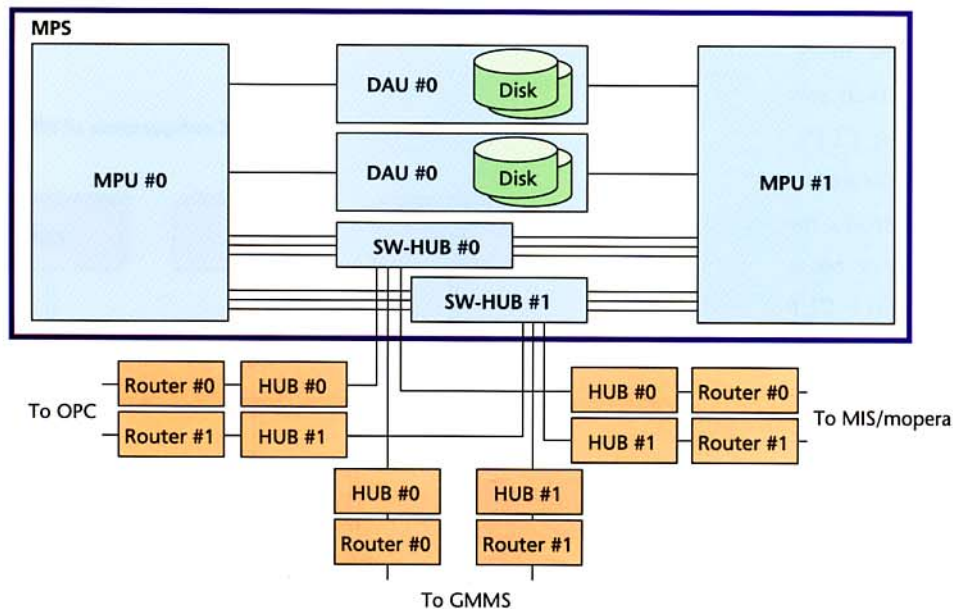 MPS
MPU #0
DAU #0
Disk
DAU #0
Disk
MPU #1
SW-HUB #0
SW-HUB #1
Router #0
HUB #0
HUB #0
Router #0
To OPC
To MIS/mopera
Router #1
HUB #1
HUB #1
Router #1
HUB #0
HUB #1
Router #0
Router #1
To GMMS